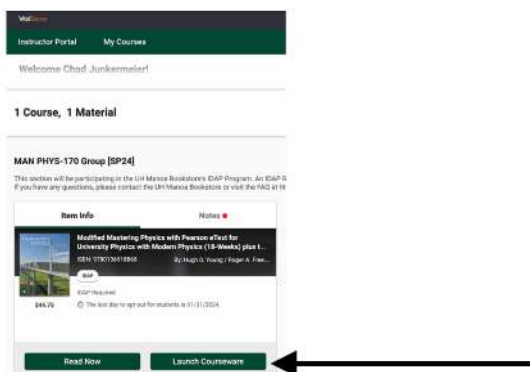 VitalSource
Instructor Portal My Courses
Welcome Chad Junkermeier!
1 Course, 1 Material
MAN PHYS-170 Group [SP24]
This section will be participating in the UH Manoa Bookstore's IDAP Program. An IDAP
If you have any questions, please contact the UH Manoa Bookstore or visit the FAQ at
Item Info Notes
Modified Mastering Physics with Pearson eText for
University Physics with Modern Physics (18-Weeks) plus
By: Hugh D. Young / Roger A. Free...
IDAP
IDAP Required
The last day to opt out for students is 01/31/2024.
Read Now Launch Courseware